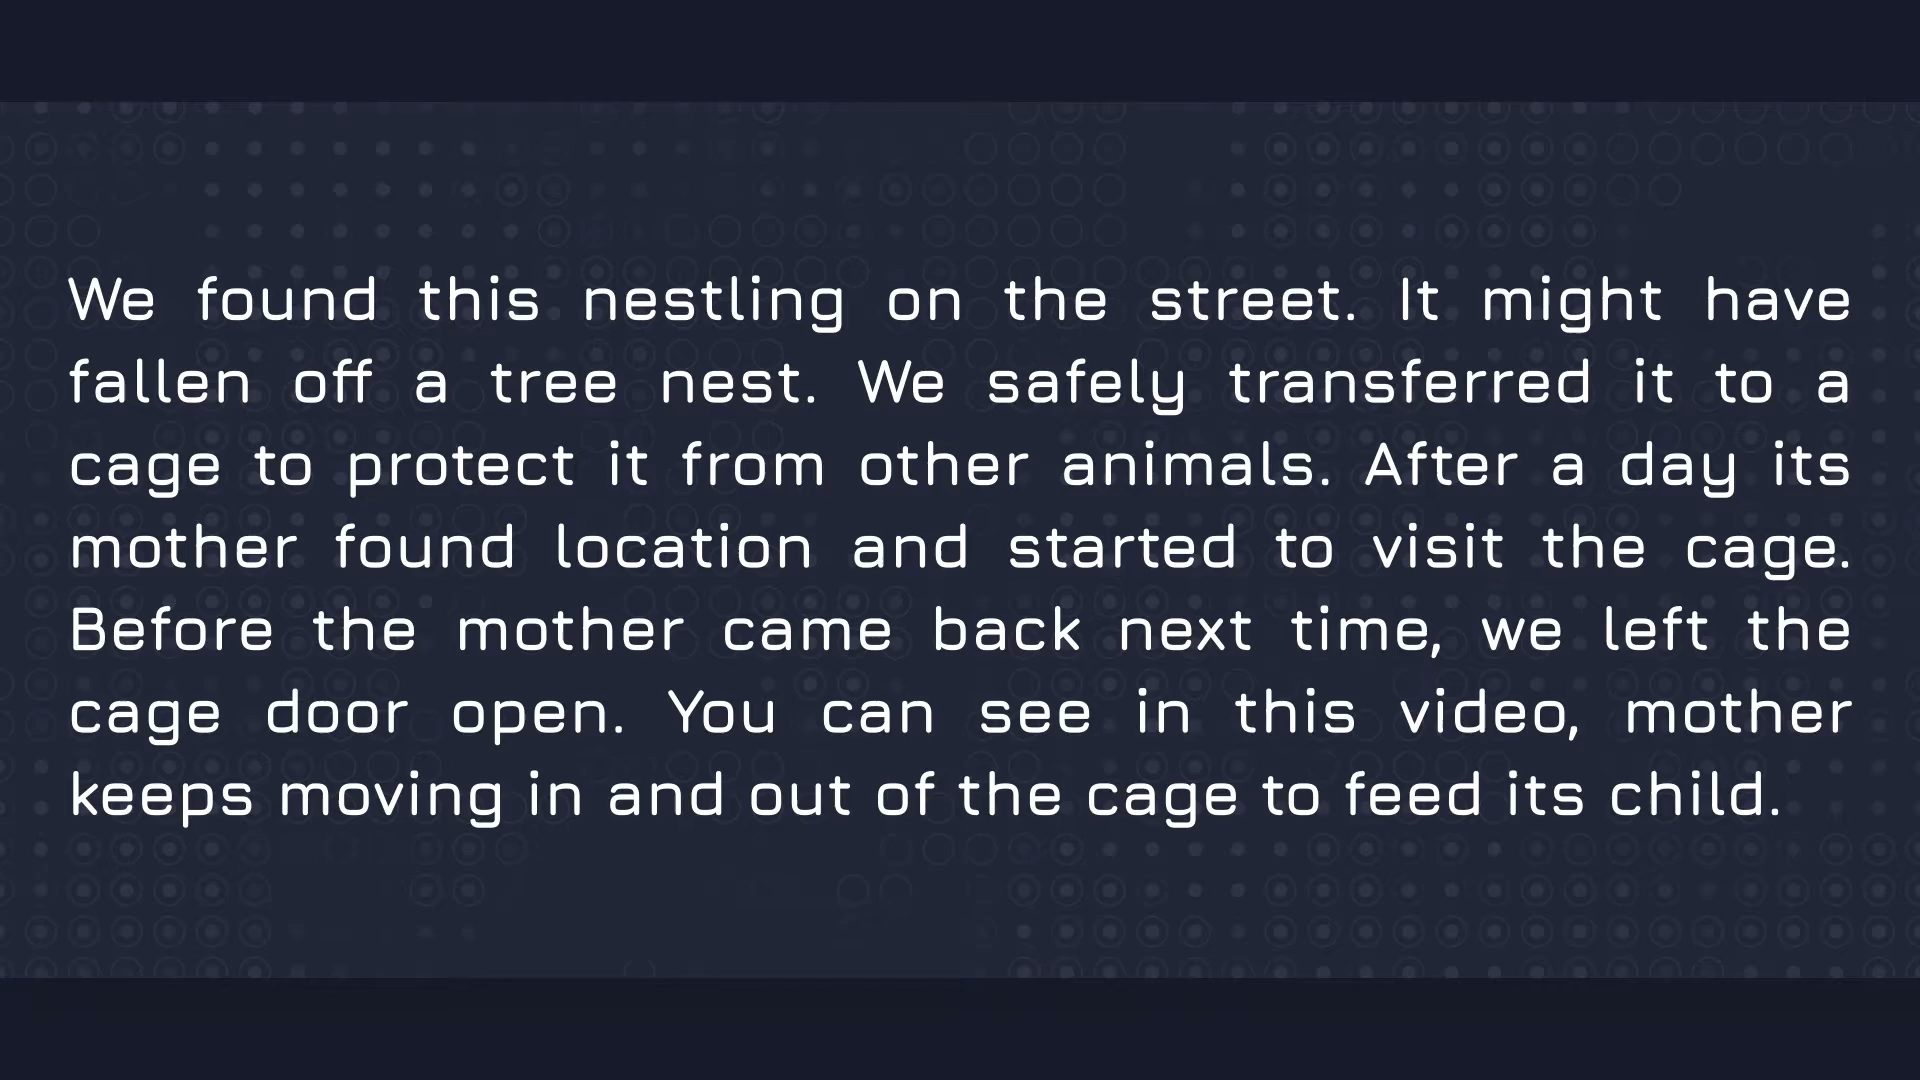 We found this nestling on the street. It might have
fallen off a tree nest. We safely transferred it to a
cage to protect it from other animals. After a day its
mother found location and started to visit the cage.
Before the mother came back next time, we left the
cage door open. You can see in this video, mother
keeps moving in and out of the cage to feed its child.